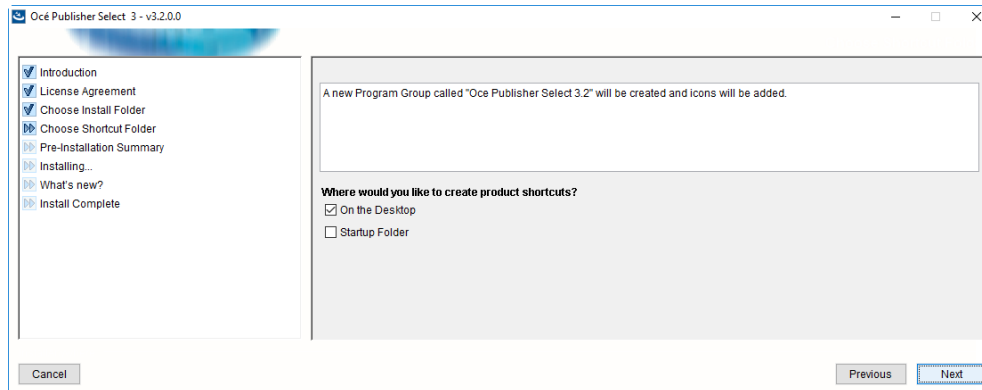 Océ Publisher Select 3 - v3.2.0.0
Introduction
License Agreement
Choose Install Folder
Choose Shortcut Folder
Pre-Installation Summary
Installing...
What's new?
Install Complete
A new Program Group called "Oce Publisher Select 3.2" will be created and icons will be added.
Where would you like to create product shortcuts?
On the Desktop
Startup Folder
Cancel
Previous
Next